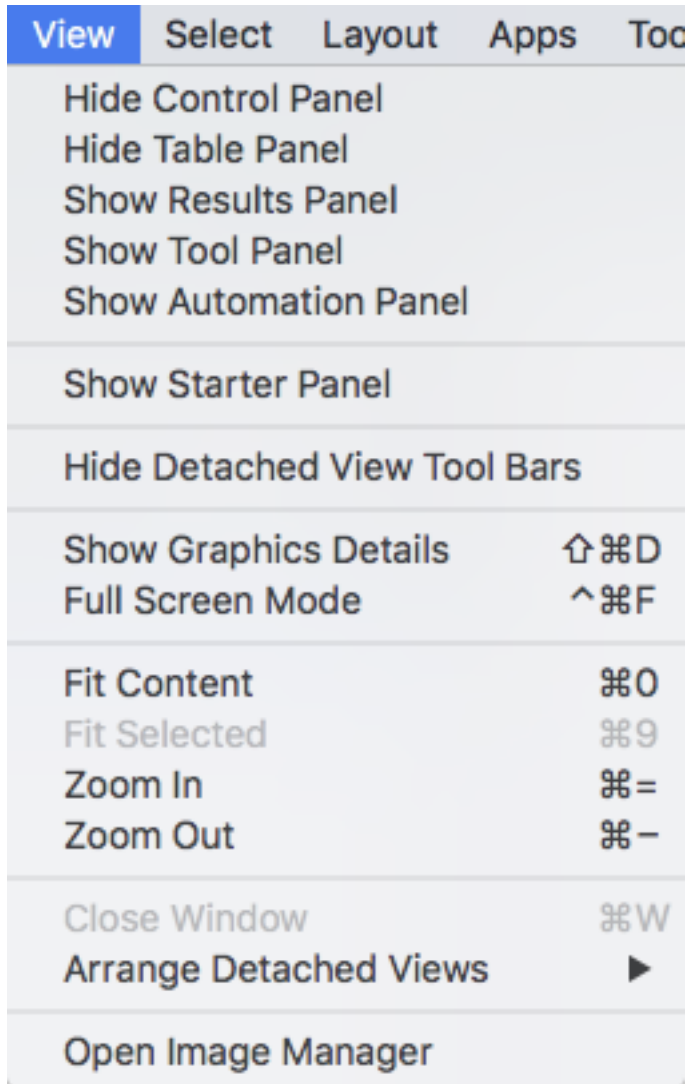 View Select Layout Apps
Hide Control Panel
Hide Table Panel
Show Results Panel
Show Tool Panel
Show Automation Panel
Show Starter Panel
Hide Detached View Tool Bars
Show Graphics Details ⇧⌘D
Full Screen Mode ^⌘F
Fit Content ⌘0
Fit Selected ⌘9
Zoom In ⌘=
Zoom Out ⌘−
Close Window ⌘W
Arrange Detached Views ▶
Open Image Manager